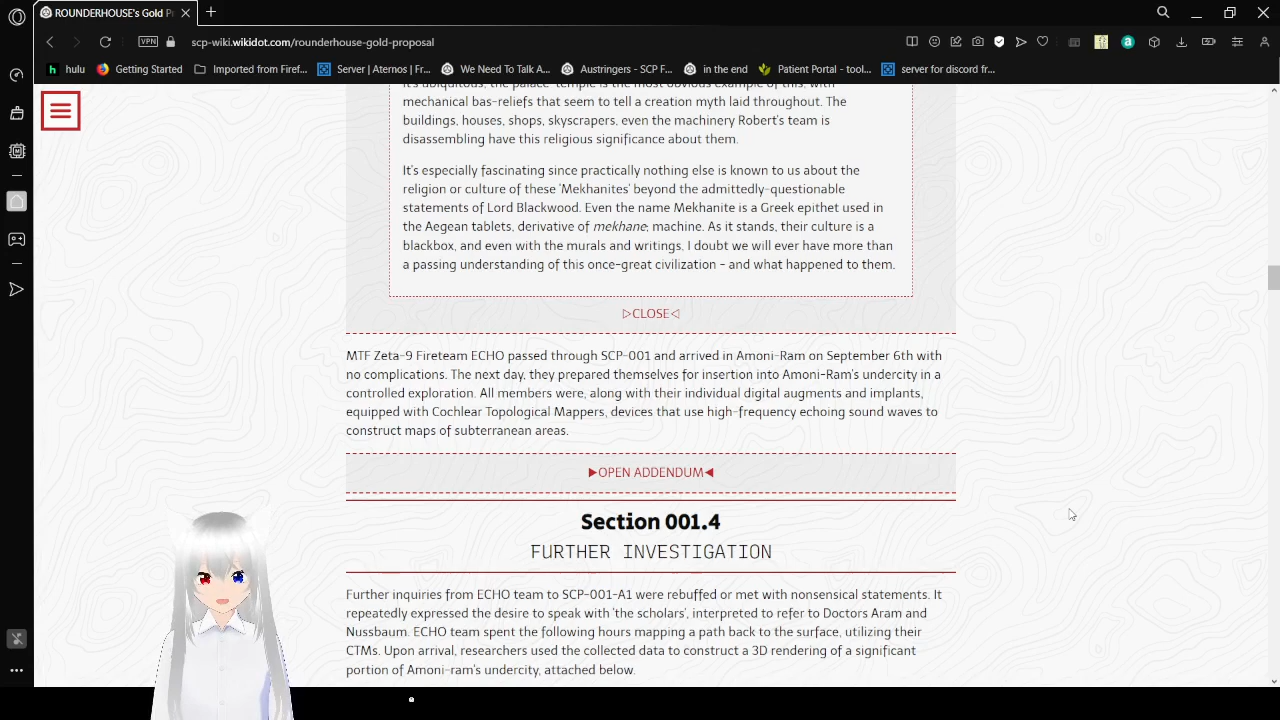 ROUNDERHOUSE's Gold P
VPN
scp-wiki.wikidot.com/rounderhouse-gold-proposal
hulu
Getting Started
Imported from Firef...
Server | Aternos | Fr...
We Need To Talk A...
Austringers - SCP F...
in the end
Patient Portal - tool...
server for discord fr...
It's ubiquitous, the palace-temple is the most obvious example of this, with
mechanical bas-reliefs that seem to tell a creation myth laid throughout. The
buildings, houses, shops, skyscrapers, even the machinery Robert's team is
disassembling have this religious significance about them.
It's especially fascinating since practically nothing else is known to us about the
religion or culture of these 'Mekhanites' beyond the admittedly-questionable
statements of Lord Blackwood. Even the name Mekhanite is a Greek epithet used in
the Aegean tablets, derivative of mekhane; machine. As it stands, their culture is a
blackbox, and even with the murals and writings, I doubt we will ever have more than
a passing understanding of this once-great civilization - and what happened to them.
▷CLOSE◁
MTF Zeta-9 Fireteam ECHO passed through SCP-001 and arrived in Amoni-Ram on September 6th with
no complications. The next day, they prepared themselves for insertion into Amoni-Ram's undercity in a
controlled exploration. All members were, along with their individual digital augments and implants,
equipped with Cochlear Topological Mappers, devices that use high-frequency echoing sound waves to
construct maps of subterranean areas.
▶OPEN ADDENDUM◀
Section 001.4
FURTHER INVESTIGATION
Further inquiries from ECHO team to SCP-001-A1 were rebuffed or met with nonsensical statements. It
repeatedly expressed the desire to speak with 'the scholars', interpreted to refer to Doctors Aram and
Nussbaum. ECHO team spent the following hours mapping a path back to the surface, utilizing their
CTMs. Upon arrival, researchers used the collected data to construct a 3D rendering of a significant
portion of Amoni-ram's undercity, attached below.